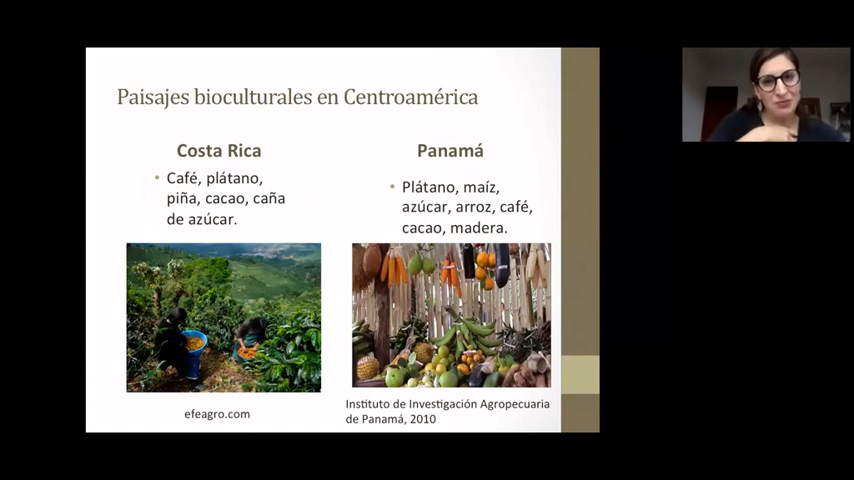 Paisajes bioculturales en Centroamérica
Costa Rica
• Café, plátano,
piña, cacao, caña
de azúcar.
Panamá
• Plátano, maíz,
azúcar, arroz, café,
cacao, madera.
efeagro.com
Instituto de Investigación Agropecuaria
de Panamá, 2010